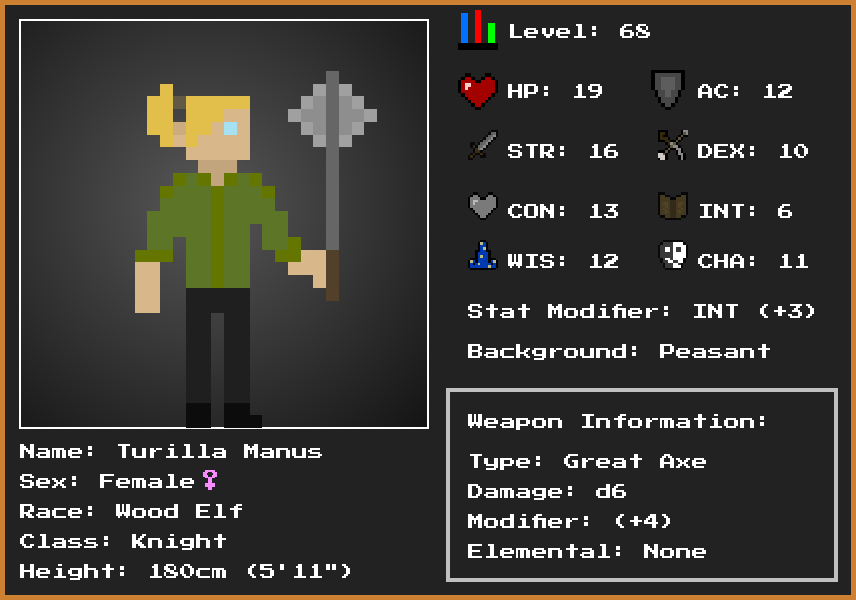 Level: 68
HP: 19 AC: 12
STR: 16 DEX: 10
CON: 13 INT: 6
WIS: 12 CHA: 11
Stat Modifier: INT (+3)
Background: Peasant
Weapon Information:
Type: Great Axe
Damage: d6
Modifier: (+4)
Elemental: None
Name: Turilla Manus
Sex: Female♀
Race: Wood Elf
Class: Knight
Height: 180cm (5'11")